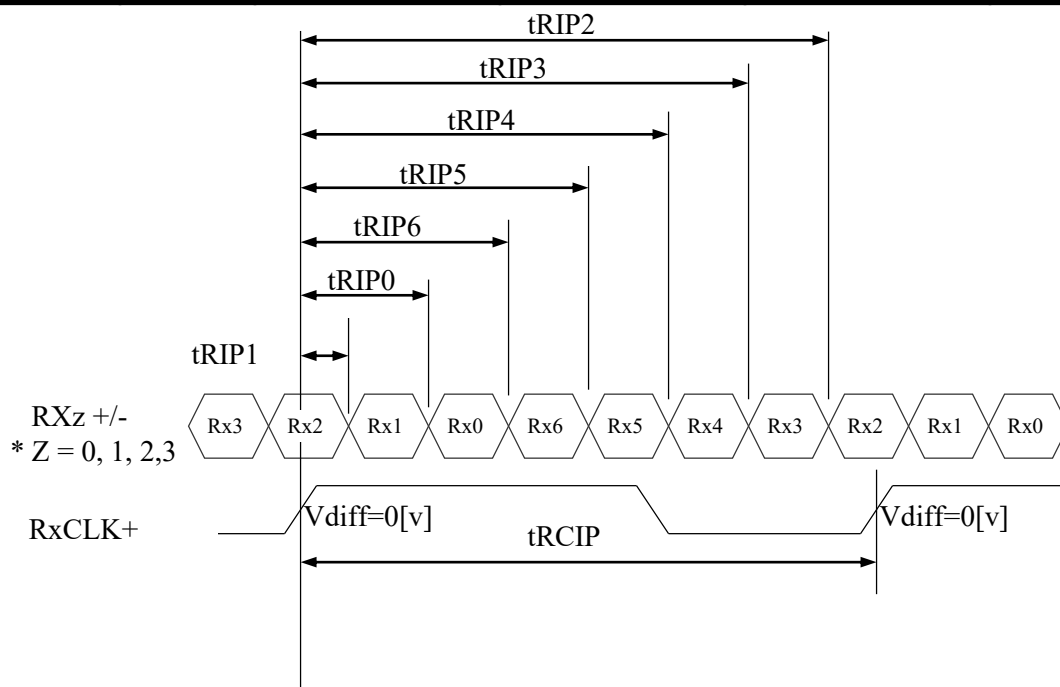 tRIP2
tRIP3
tRIP4
tRIP5
tRIP6
tRIP0
tRIP1
RXz +/-
* Z = 0, 1, 2,3
Rx3 Rx2 Rx1 Rx0 Rx6 Rx5 Rx4 Rx3 Rx2 Rx1 Rx0
RxCLK+
Vdiff=0[v] Vdiff=0[v]
tRCIP